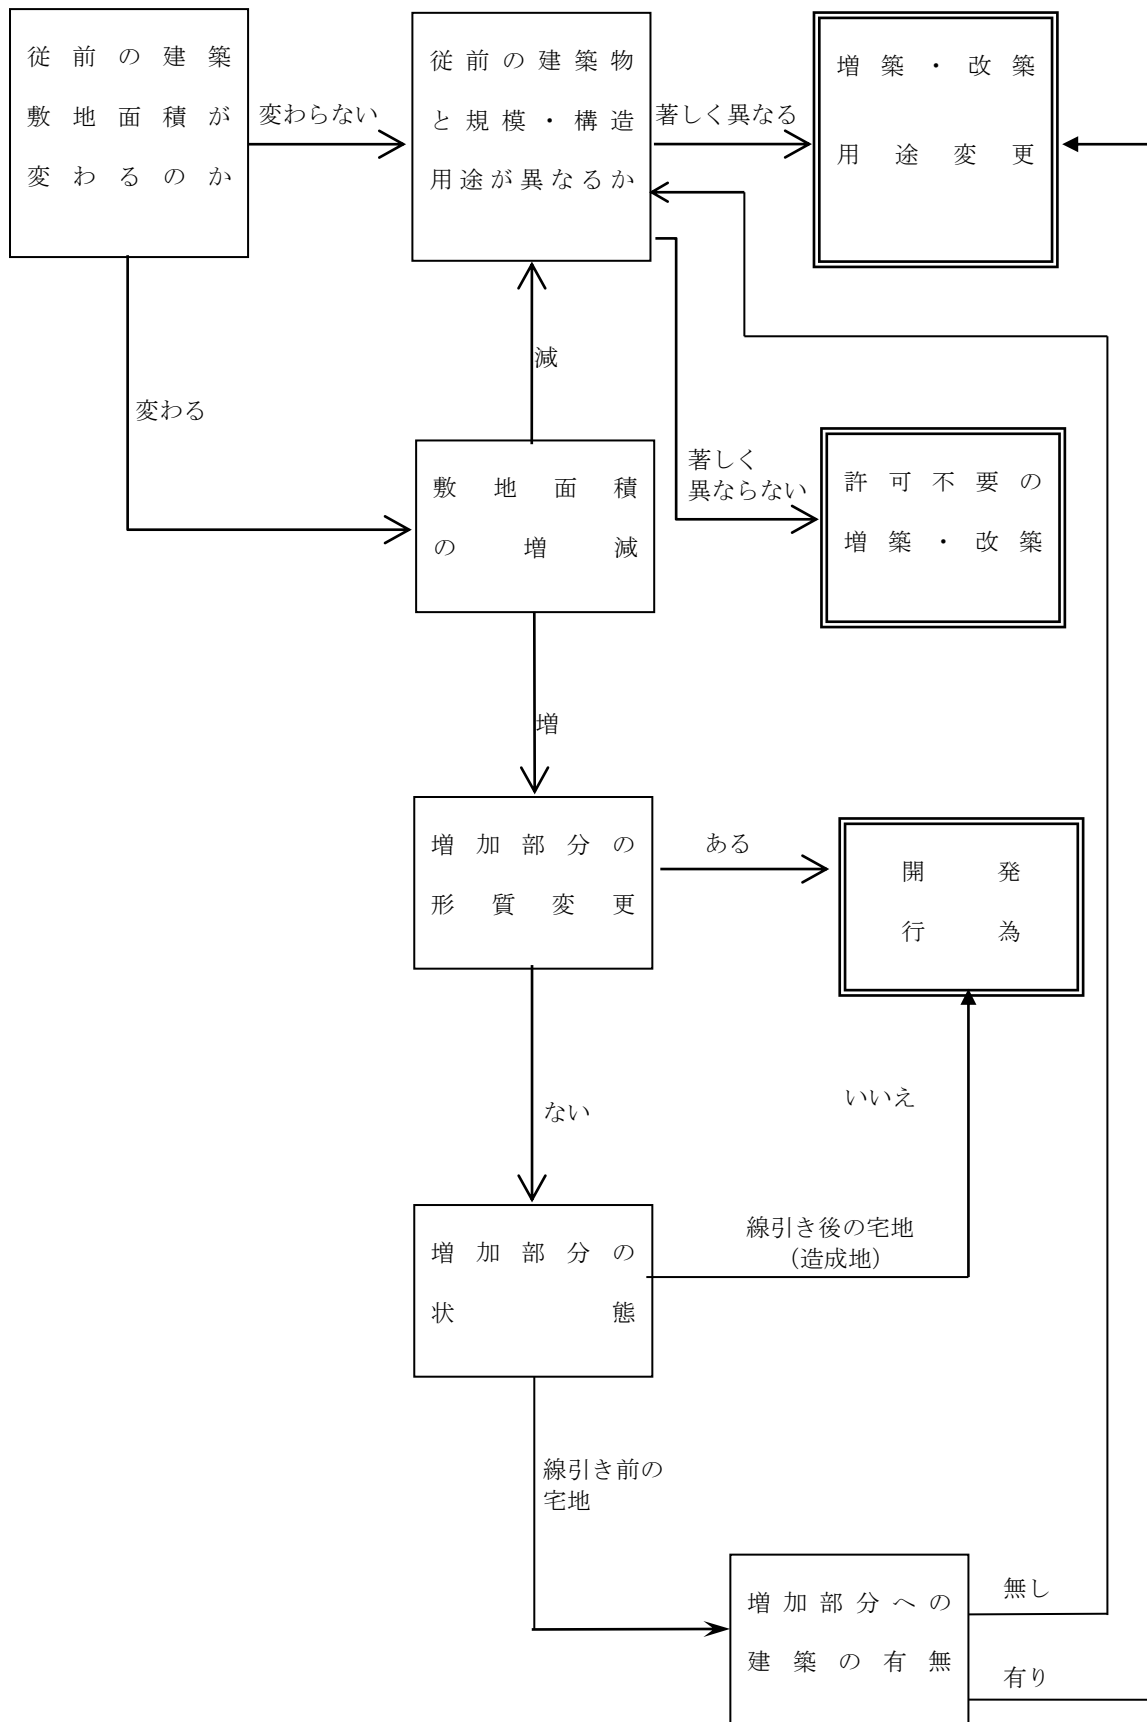 従前の建築
敷地面積が
変わるのか
変わらない
従前の建築物
と規模・構造
用途が異なるか
著しく異なる
増築・改築
用途変更
減
変わる
敷地面積
の増減
著しく
異ならない
許可不要の
増築・改築
増
増加部分の
形質変更
ある
開発
行為
ない
いいえ
増加部分の
状態
線引き後の宅地
（造成地）
線引き前の
宅地
増加部分への
建築の有無
無し
有り